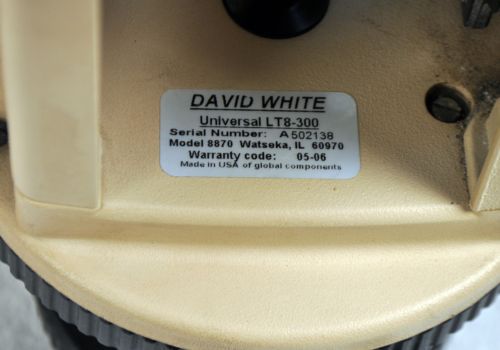 DAVID WHITE
Universal LT8-300
Serial Number: A502138
Model 8870 Watseka, IL 60970
Warranty code: 05-06
Made in USA of global components